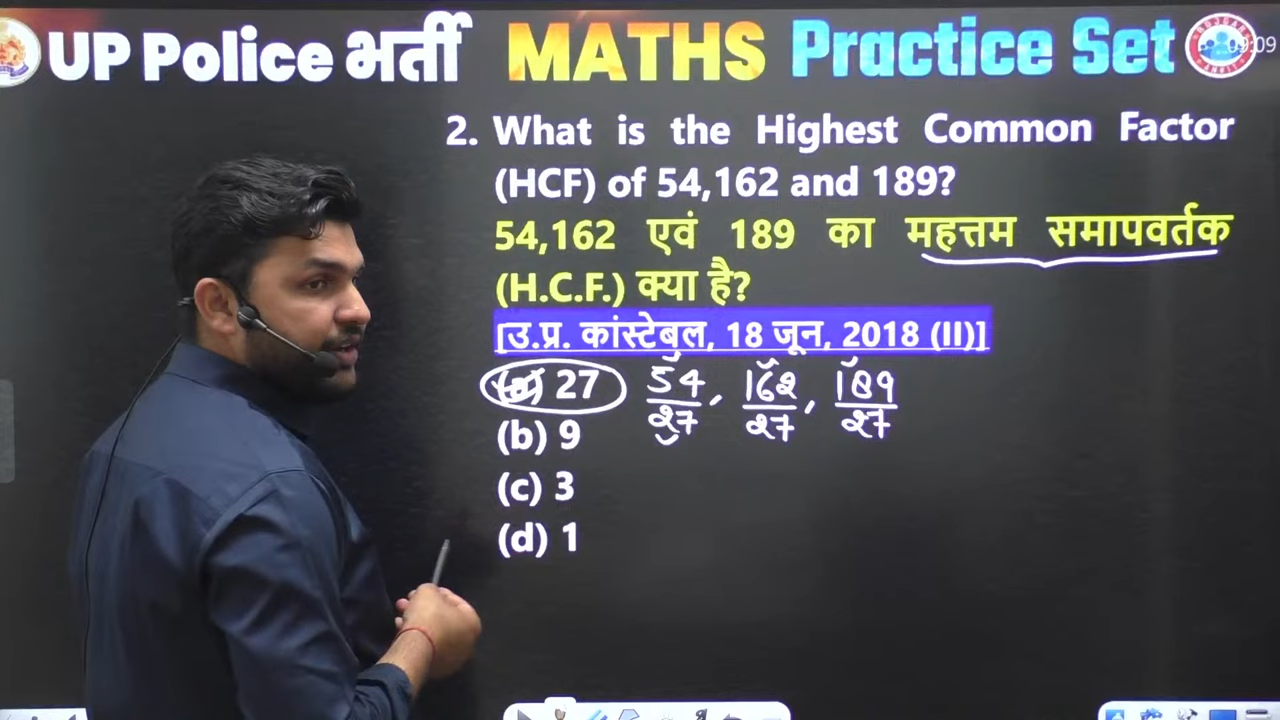 UP Police भर्ती MATHS Practice Set
09:09
2. What is the Highest Common Factor
(HCF) of 54,162 and 189?
54,162 एवं 189 का महत्तम समापवर्तक
(H.C.F.) क्या है?
[उ.प्र. कांस्टेबुल, 18 जून, 2018 (II)]
(a) 27 54/27, 162/27, 189/27
(b) 9
(c) 3
(d) 1